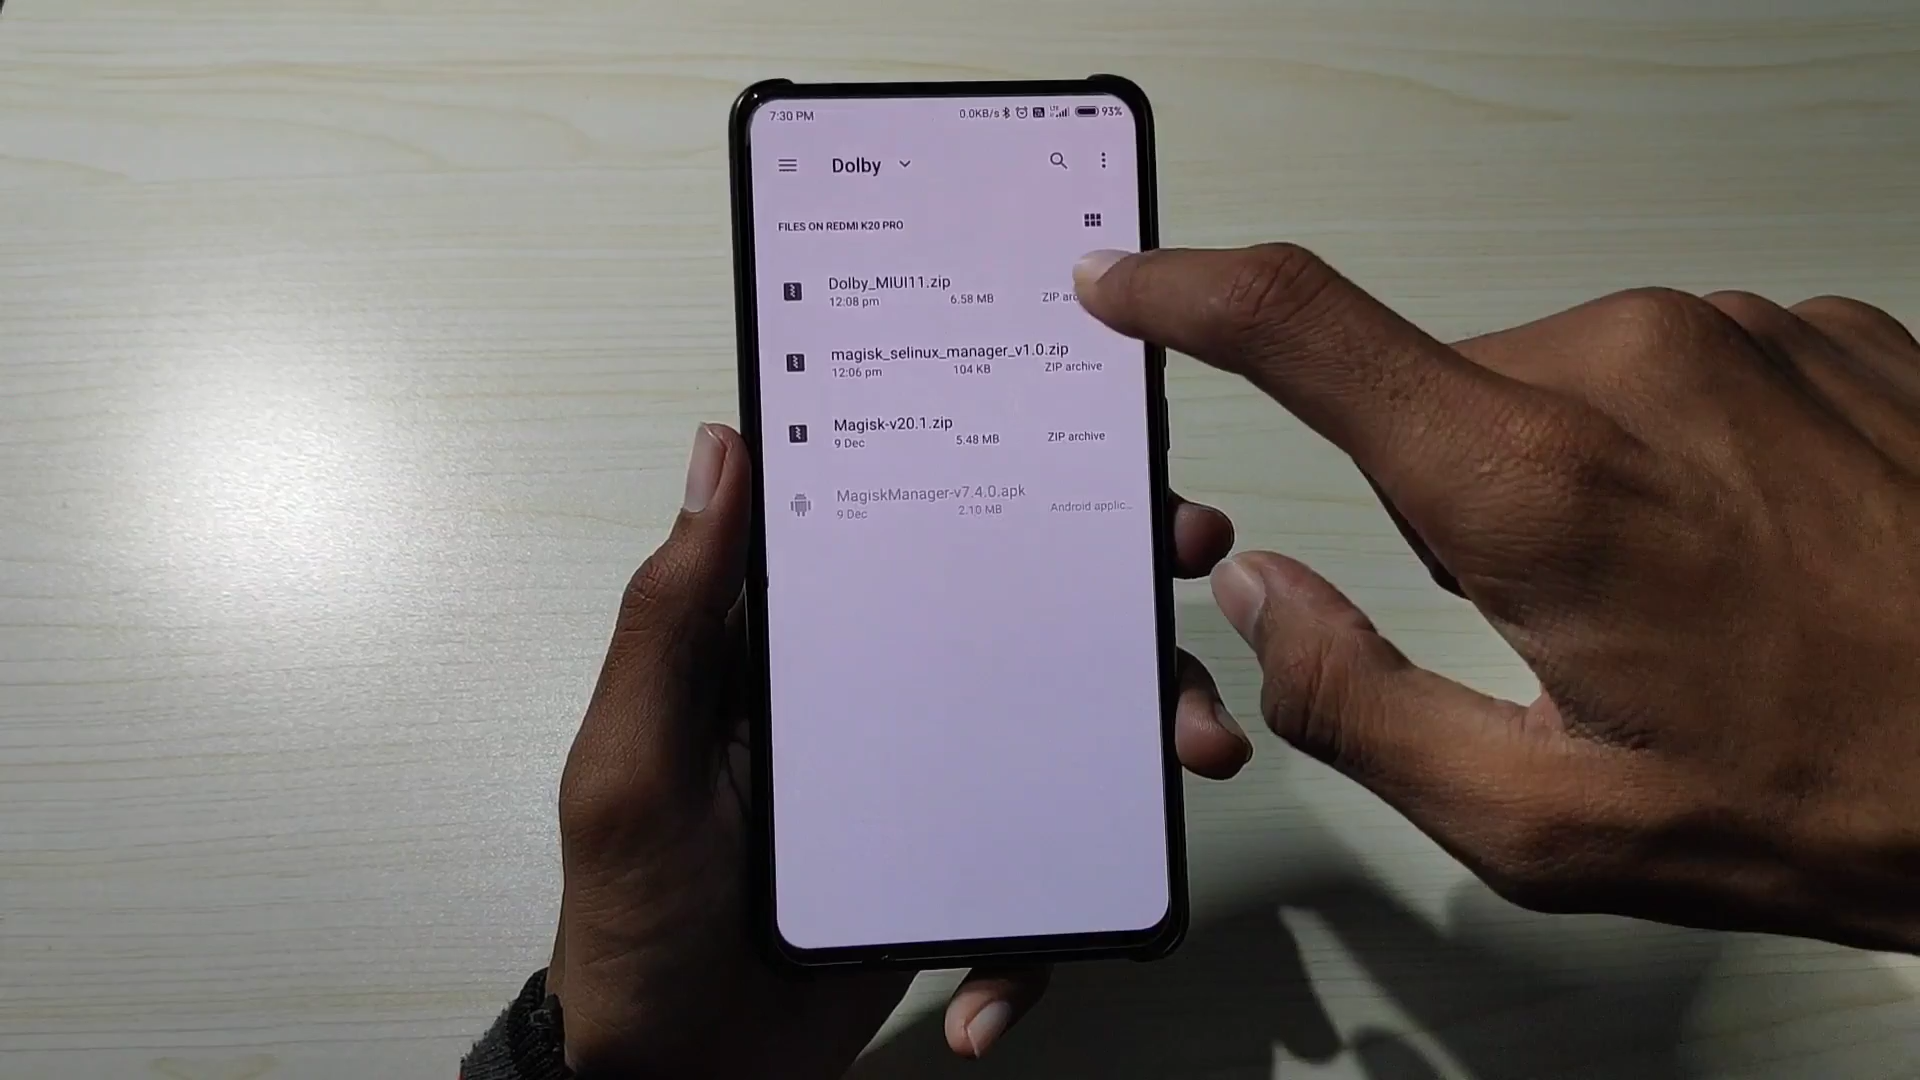 7:30 PM 0.0KB/s 93%
Dolby
FILES ON REDMI K20 PRO
Dolby_MIUI11.zip
12:08 pm 6.58 MB ZIP arc
magisk_selinux_manager_v1.0.zip
12:06 pm 104 KB ZIP archive
Magisk-v20.1.zip
9 Dec 5.48 MB ZIP archive
MagiskManager-v7.4.0.apk
9 Dec 2.10 MB Android applic...